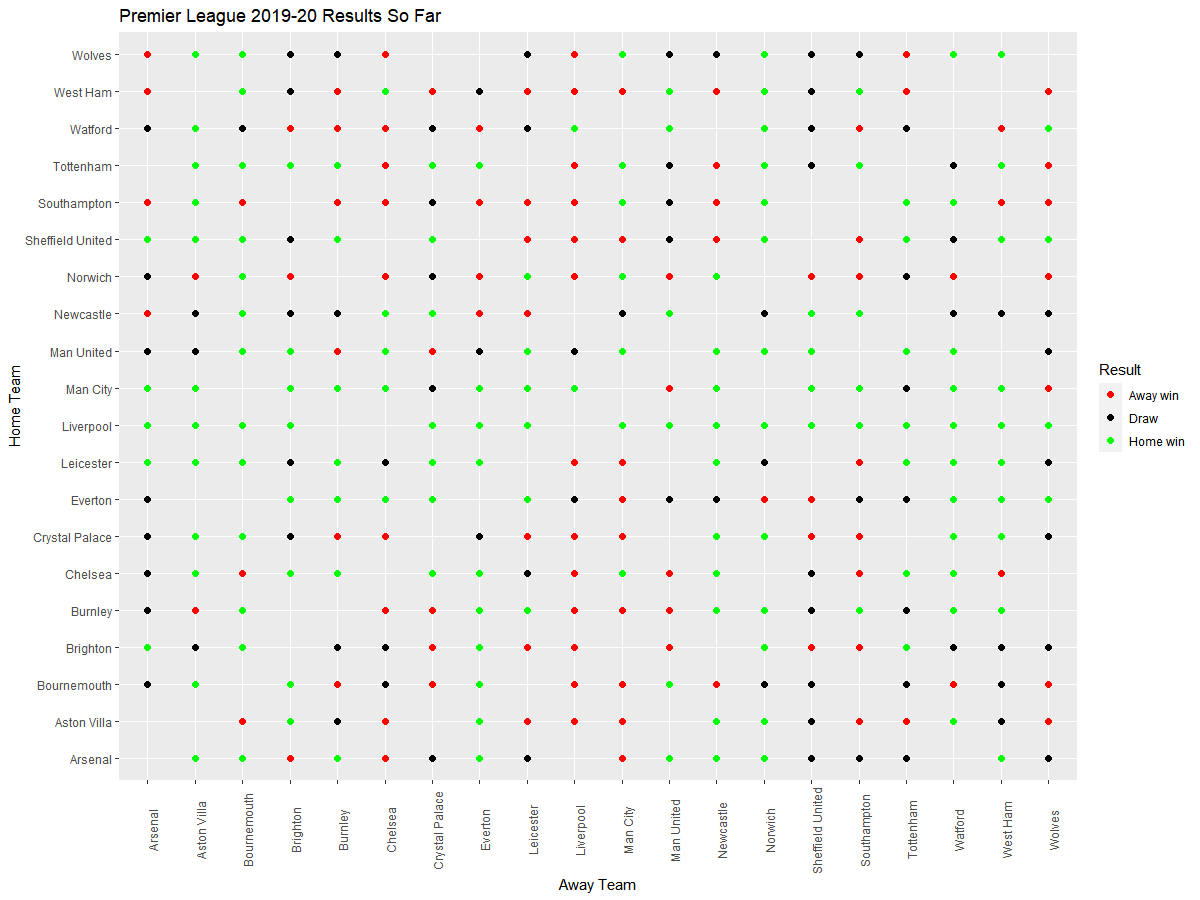 Premier League 2019-20 Results So Far
Home Team
Wolves
West Ham
Watford
Tottenham
Southampton
Sheffield United
Norwich
Newcastle
Man United
Man City
Liverpool
Leicester
Everton
Crystal Palace
Chelsea
Burnley
Brighton
Bournemouth
Aston Villa
Arsenal
Arsenal
Aston Villa
Bournemouth
Brighton
Burnley
Chelsea
Crystal Palace
Everton
Leicester
Liverpool
Man City
Man United
Newcastle
Norwich
Sheffield United
Southampton
Tottenham
Watford
West Ham
Wolves
Away Team
Result
Away win
Draw
Home win